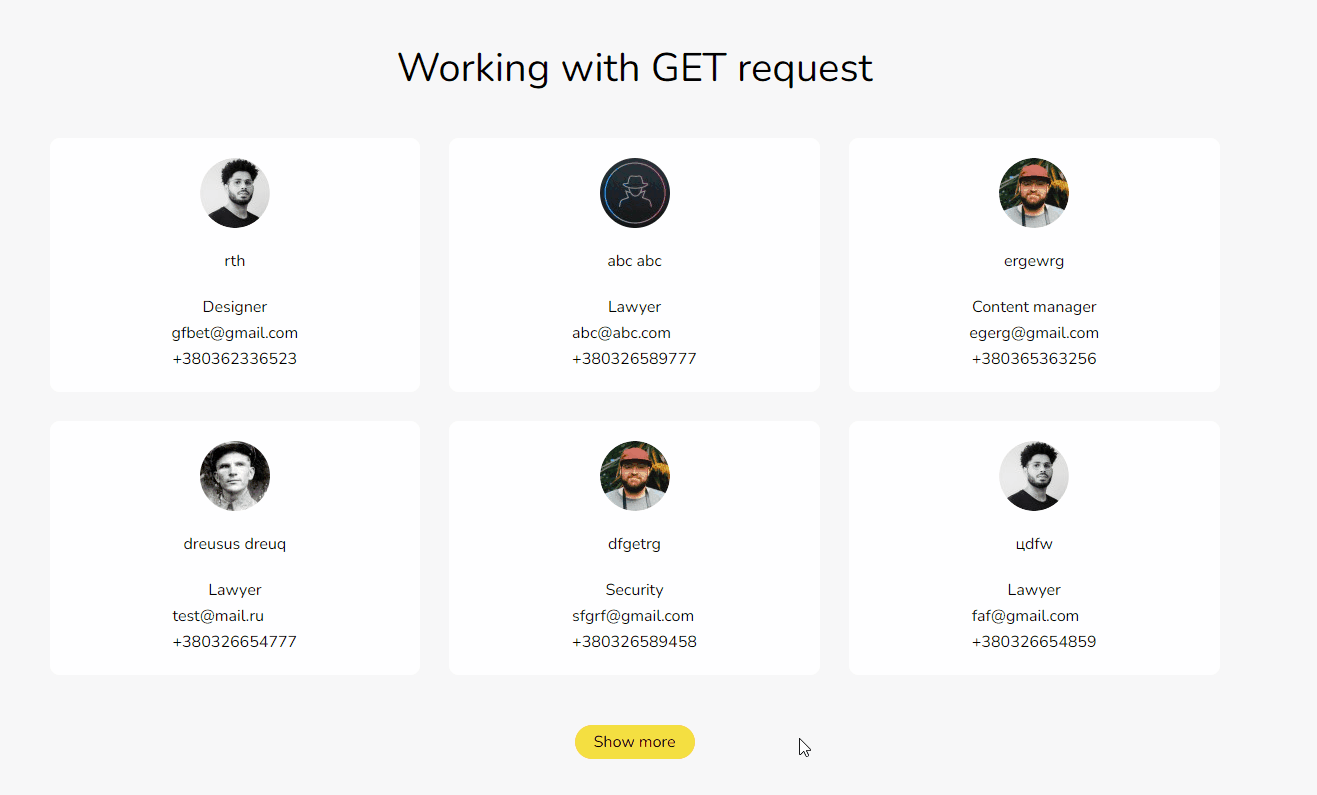 Working with GET request
rth
Designer
gfbet@gmail.com
+380362336523
abc abc
Lawyer
abc@abc.com
+380326589777
ergewrg
Content manager
egerg@gmail.com
+380365363256
dreusus dreuq
Lawyer
test@mail.ru
+380326654777
dfgetrg
Security
sfgrf@gmail.com
+380326589458
цdfw
Lawyer
faf@gmail.com
+380326654859
Show more